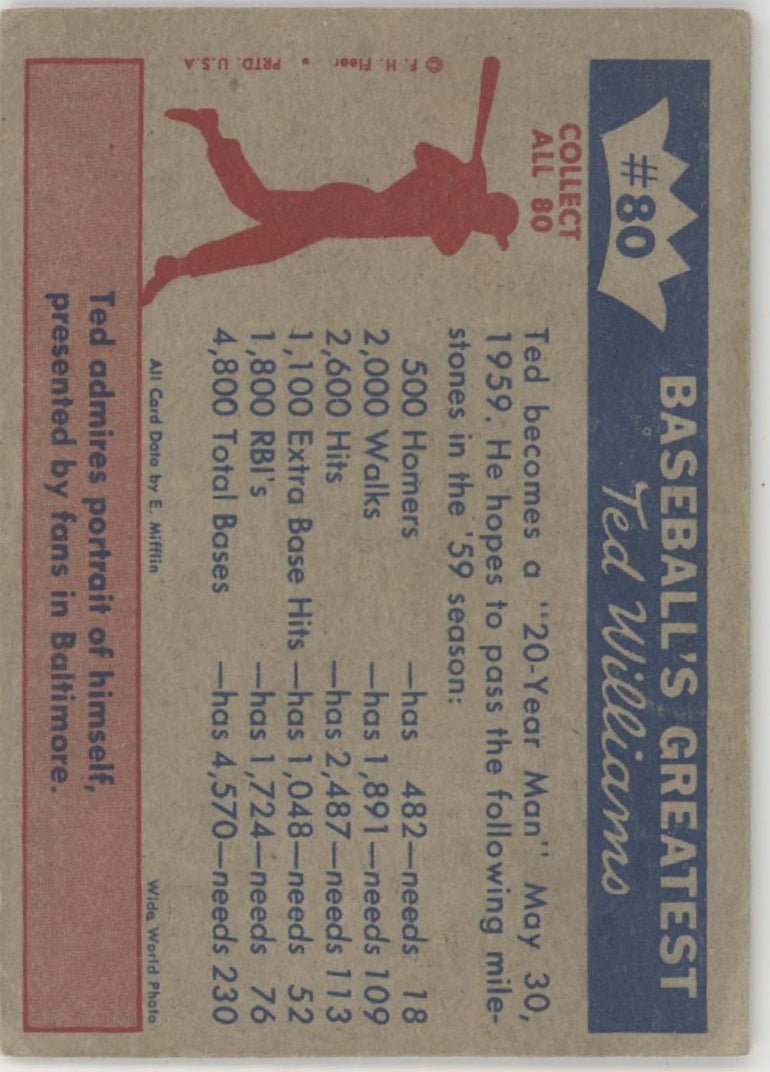 #80
BASEBALL'S GREATEST
Ted Williams
COLLECT
ALL 80
Ted becomes a "20-Year Man" May 30,
1959. He hopes to pass the following mile-
stones in the '59 season:
500 Homers —has 482—needs 18
2,000 Walks —has 1,891—needs 109
2,600 Hits —has 2,487—needs 113
1,100 Extra Base Hits —has 1,048—needs 52
1,800 RBI's —has 1,724—needs 76
4,800 Total Bases —has 4,570—needs 230
© F. H. Fleer • PRTD. U.S.A
All Card Data by E. Mifflin Wide World Photo
Ted admires portrait of himself,
presented by fans in Baltimore.